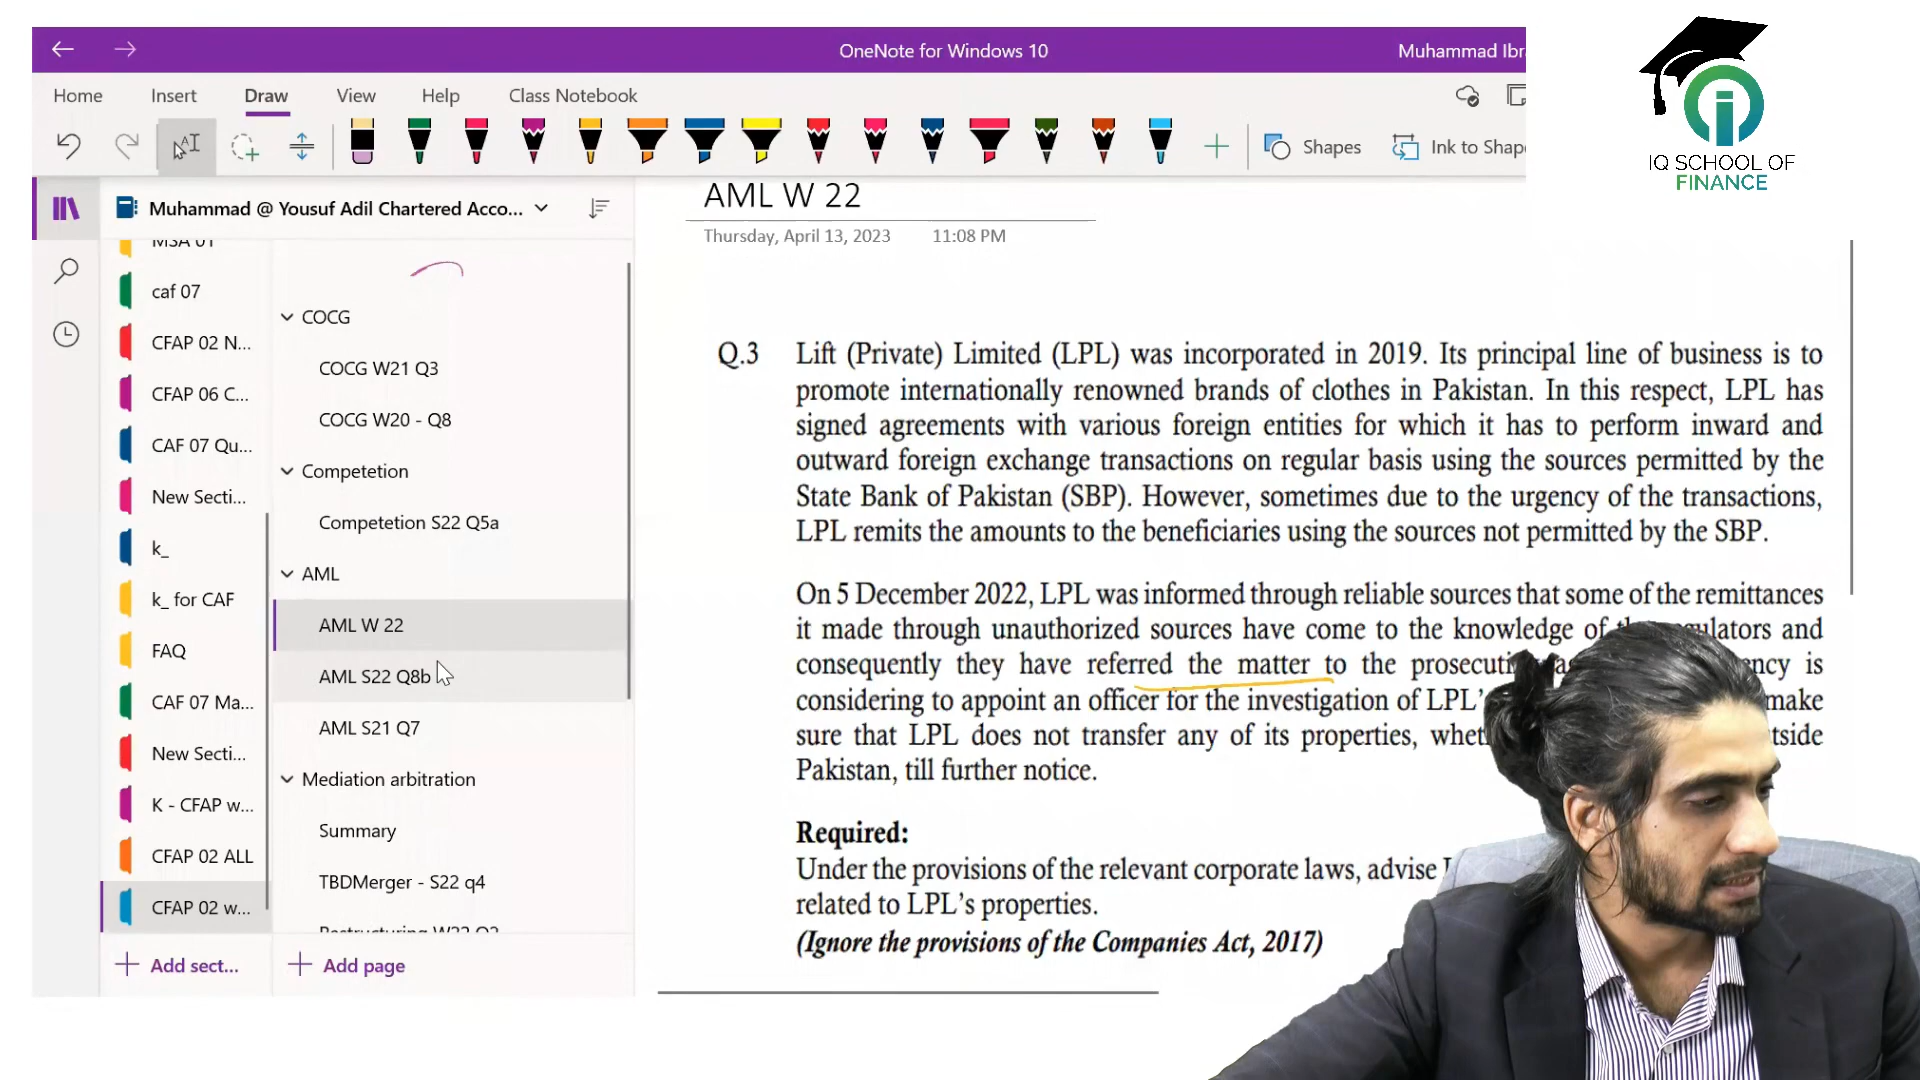 OneNote for Windows 10
Muhammad Ibr
Home
Insert
Draw
View
Help
Class Notebook
Shapes
Ink to Shap
IQ SCHOOL OF
FINANCE
Muhammad @ Yousuf Adil Chartered Acco...
MSA 01
caf 07
CFAP 02 N...
CFAP 06 C...
CAF 07 Qu...
New Secti...
k_
k_ for CAF
FAQ
CAF 07 Ma...
New Secti...
K - CFAP w...
CFAP 02 ALL
CFAP 02 w...
Add sect...
COCG
COCG W21 Q3
COCG W20 - Q8
Competetion
Competetion S22 Q5a
AML
AML W 22
AML S22 Q8b
AML S21 Q7
Mediation arbitration
Summary
TBDMerger - S22 q4
Add page
AML W 22
Thursday, April 13, 2023 11:08 PM
Q.3 Lift (Private) Limited (LPL) was incorporated in 2019. Its principal line of business is to
promote internationally renowned brands of clothes in Pakistan. In this respect, LPL has
signed agreements with various foreign entities for which it has to perform inward and
outward foreign exchange transactions on regular basis using the sources permitted by the
State Bank of Pakistan (SBP). However, sometimes due to the urgency of the transactions,
LPL remits the amounts to the beneficiaries using the sources not permitted by the SBP.
On 5 December 2022, LPL was informed through reliable sources that some of the remittances
it made through unauthorized sources have come to the knowledge of and
consequently they have referred the matter to the is
considering to appoint an officer for the investigation of LPL's make
sure that LPL does not transfer any of its properties,
Pakistan, till further notice.
Required:
Under the provisions of the relevant corporate laws, advise
related to LPL's properties.
(Ignore the provisions of the Companies Act, 2017)